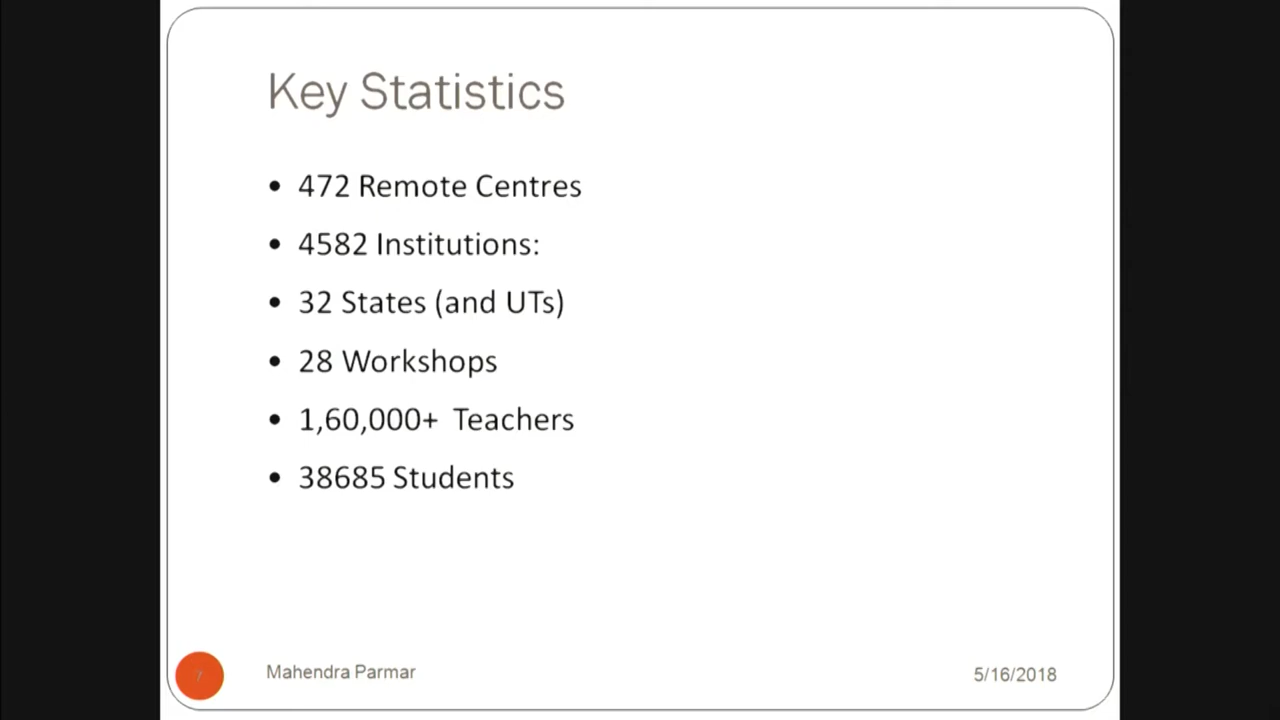 Key Statistics
• 472 Remote Centres
• 4582 Institutions:
• 32 States (and UTs)
• 28 Workshops
• 1,60,000+ Teachers
• 38685 Students
7
Mahendra Parmar
5/16/2018